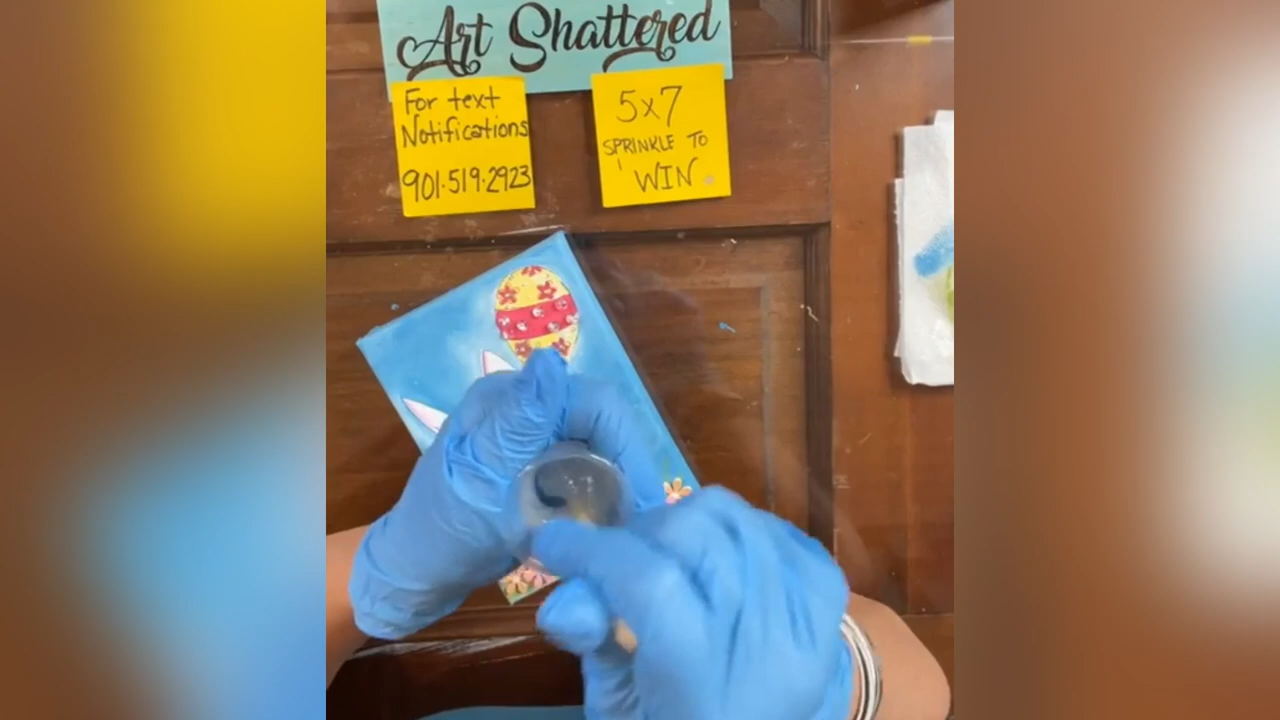 Art Shattered
For text
Notifications
901.519.2923
5x7
SPRINKLE TO
WIN